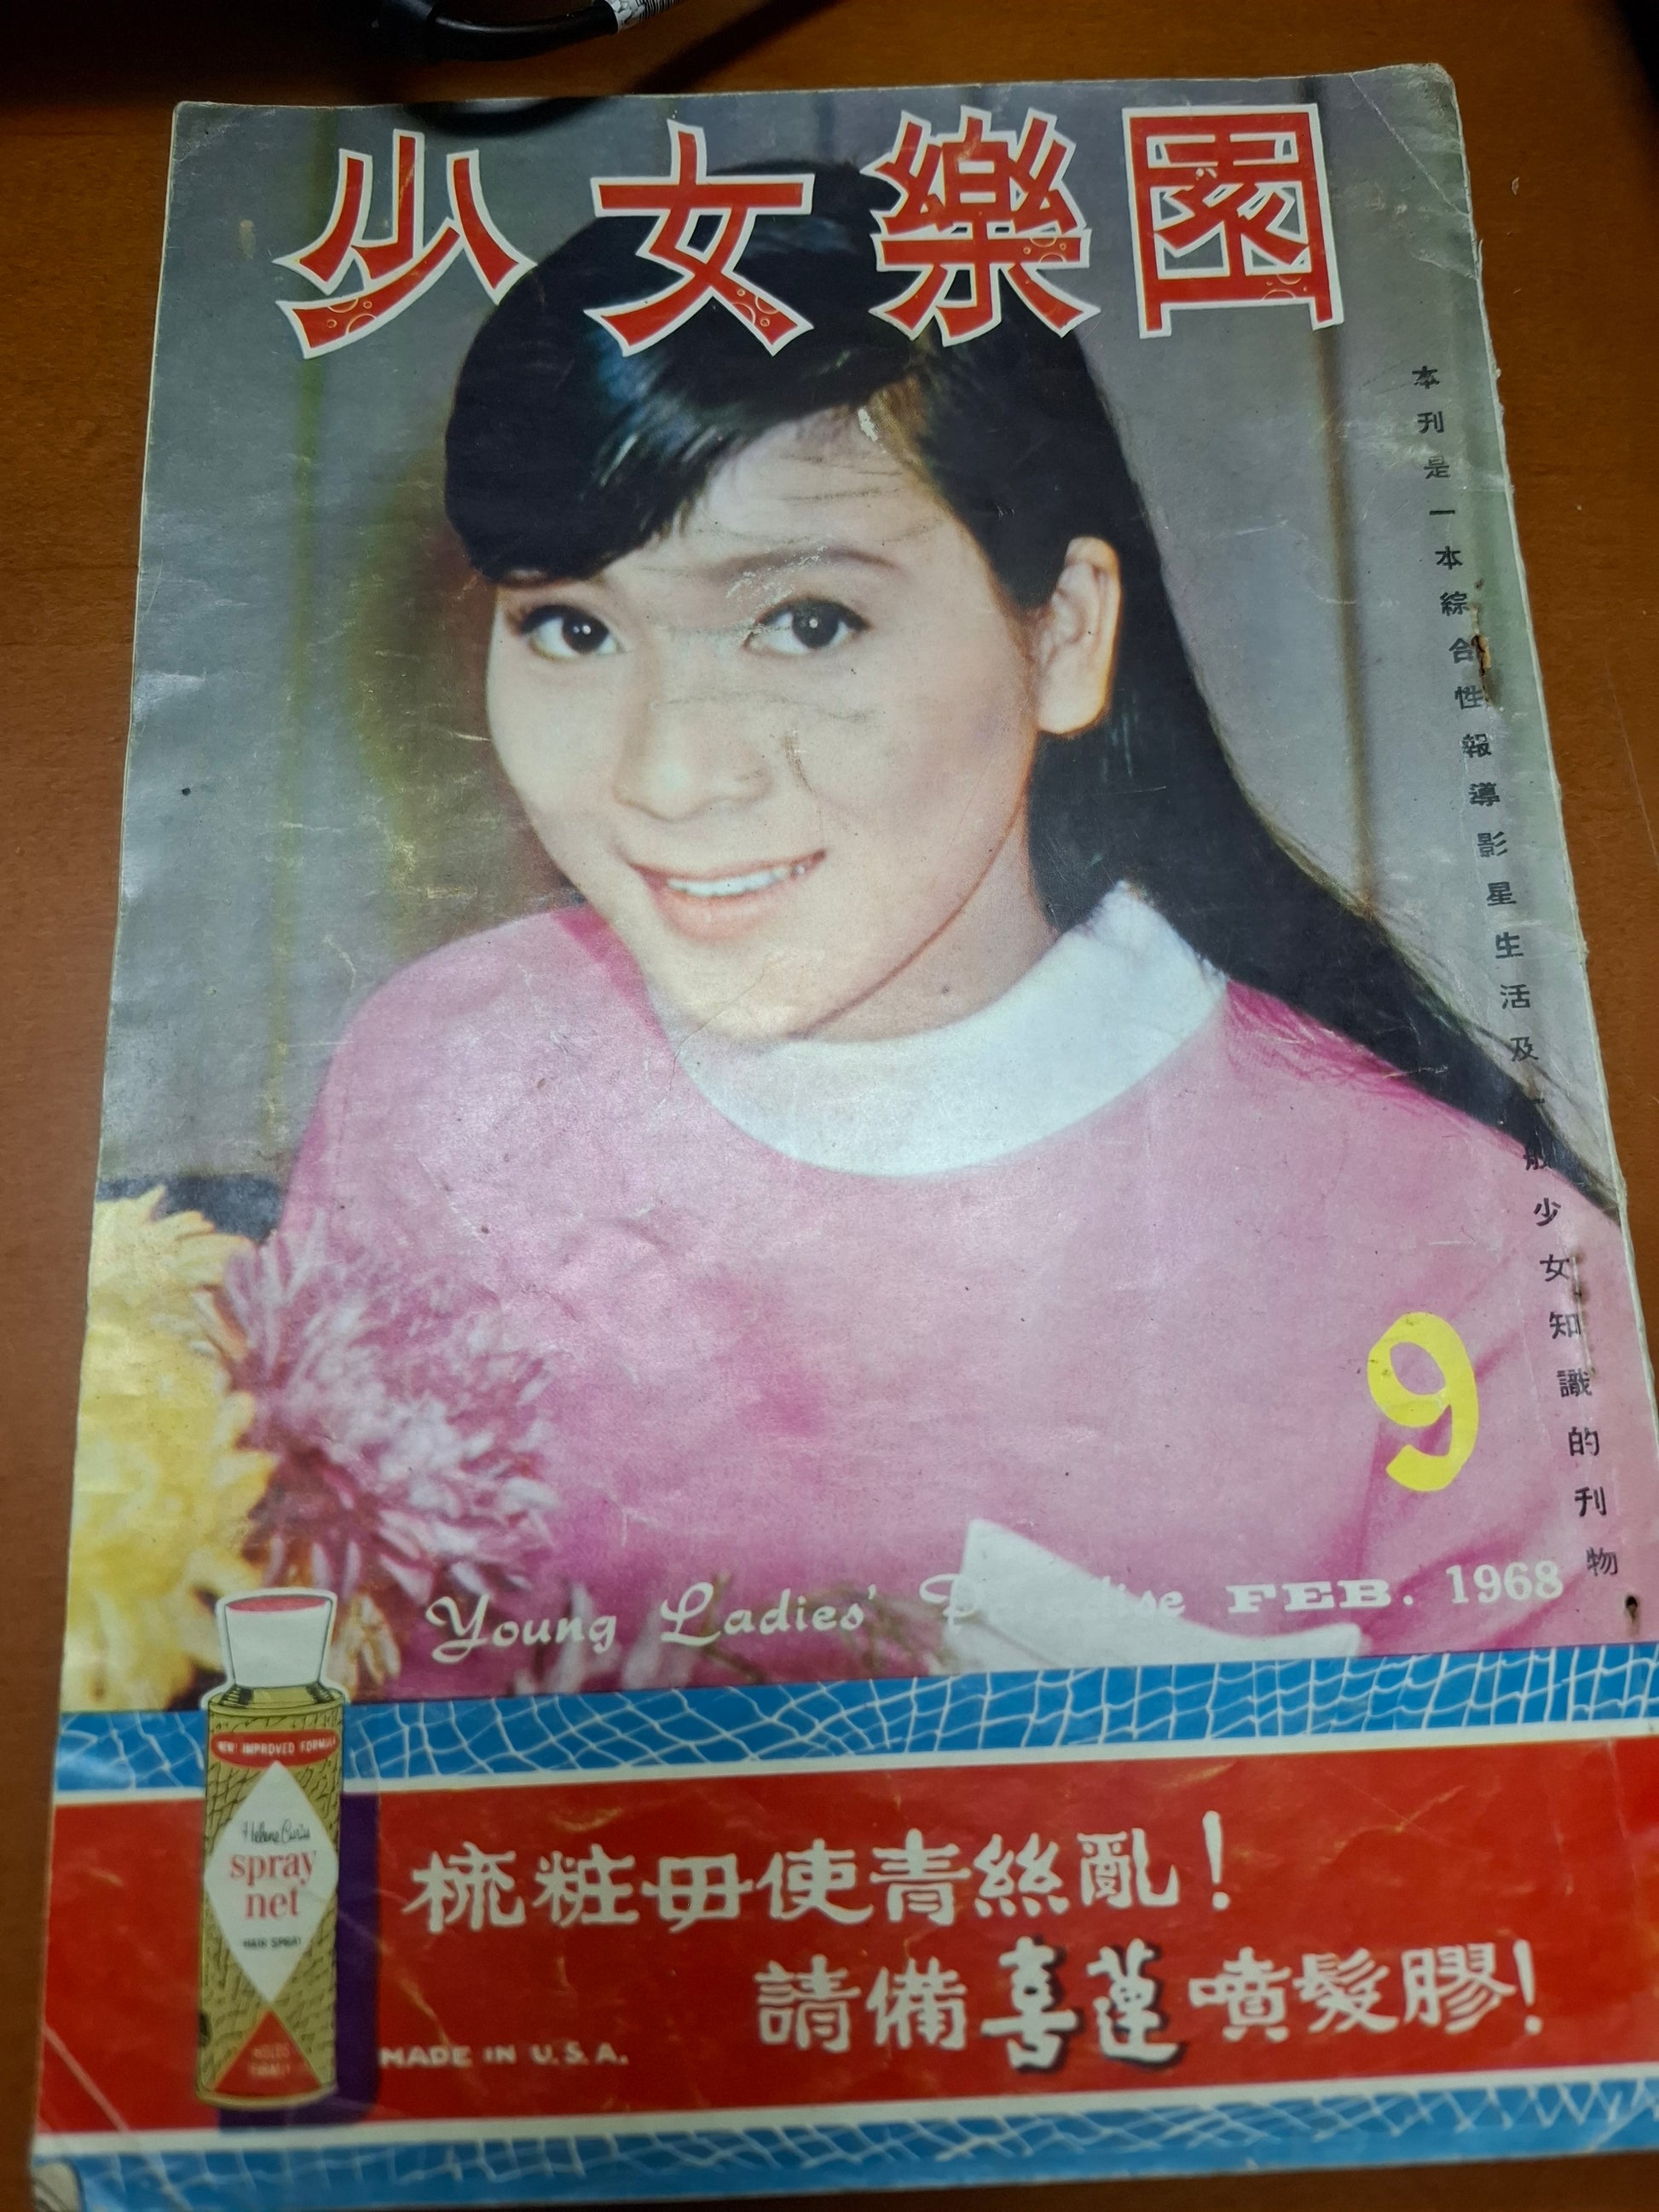 少女樂園
本刊是一本綜合性報導影星生活及一般少女知識的刊物
9
Young Ladies' Paradise FEB. 1968
NEW! IMPROVED FORMULA
Helene Curtis
spray
net
HAIR SPRAY
梳粧毋使青絲亂！
請備喜蓮噴髮膠！
MADE IN U.S.A.